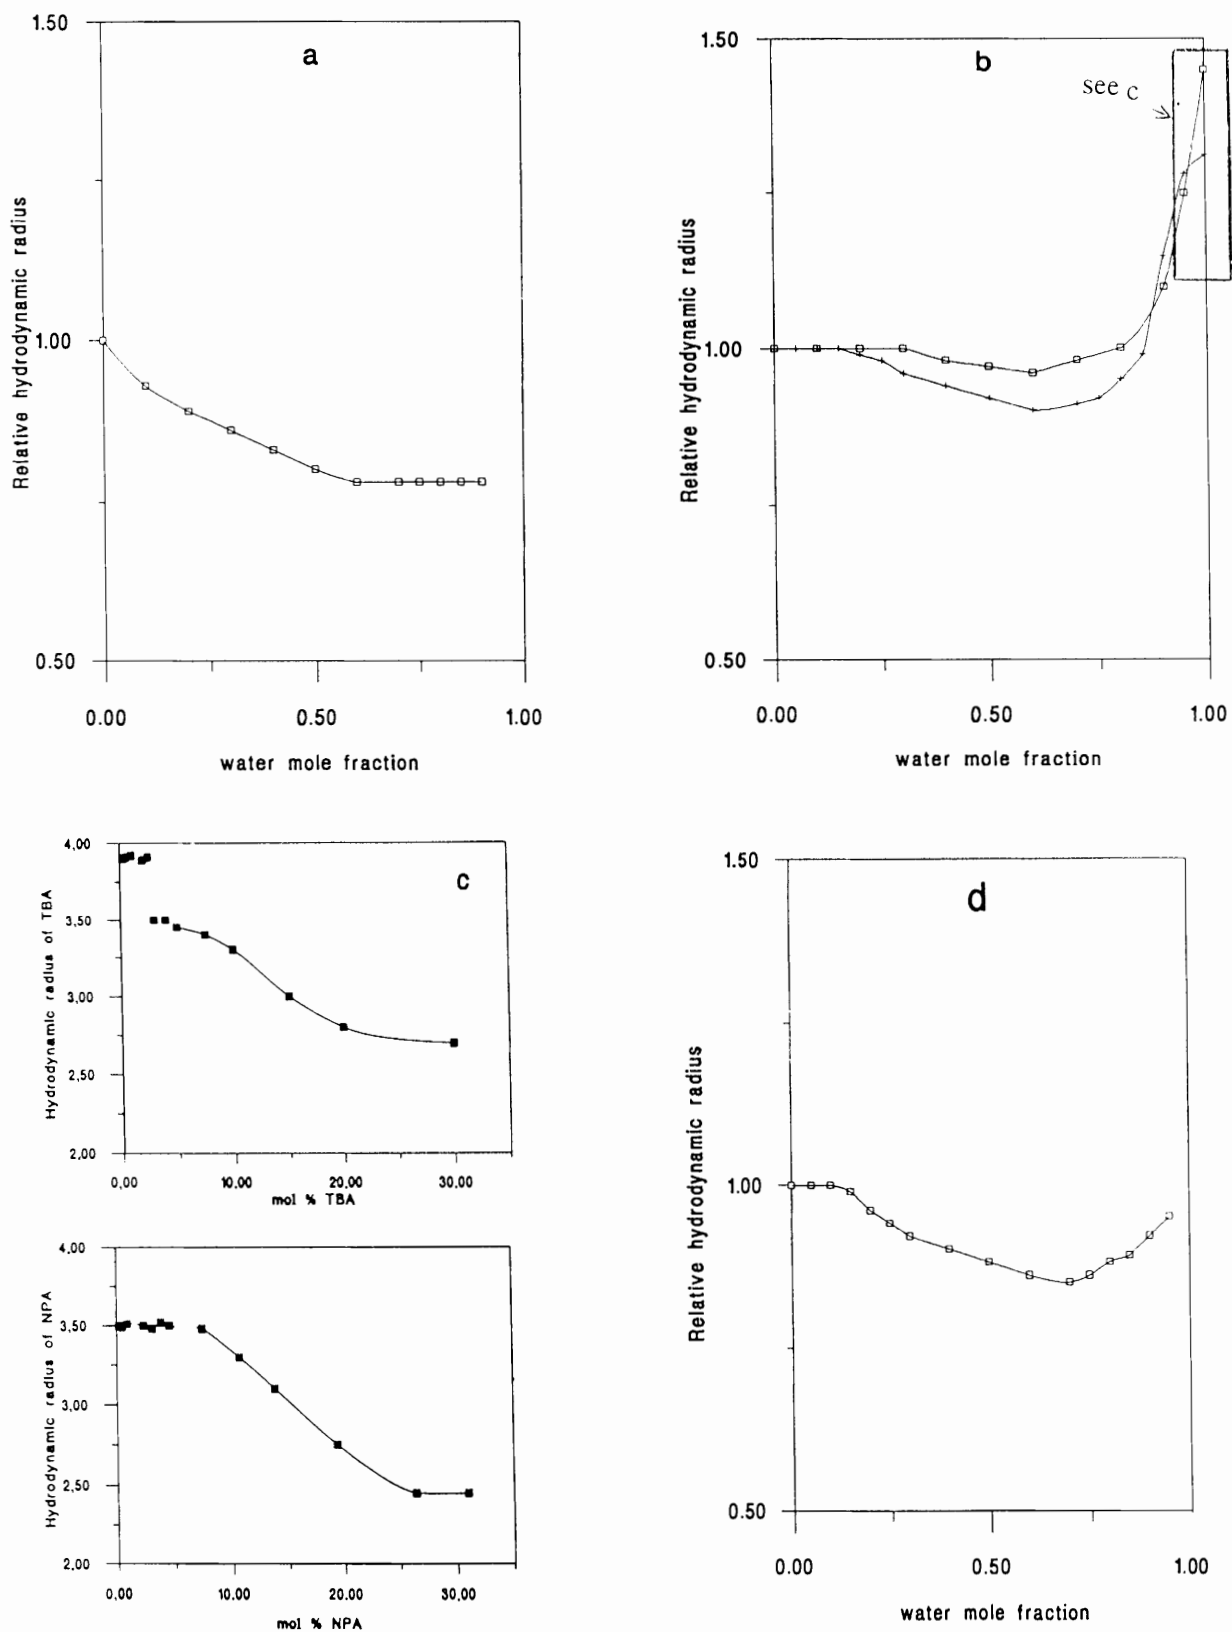 a
1.50
1.00
0.50
Relative hydrodynamic radius
0.00 0.50 1.00
water mole fraction
b
see c
1.50
1.00
0.50
Relative hydrodynamic radius
0.00 0.50 1.00
water mole fraction
c
4,00
3,50
3,00
2,50
2,00
Hydrodynamic radius of TBA
0,00 10,00 20,00 30,00
mol % TBA
4,00
3,50
3,00
2,50
2,00
Hydrodynamic radius of NPA
0,00 10,00 20,00 30,00
mol % NPA
d
1.50
1.00
0.50
Relative hydrodynamic radius
0.00 0.50 1.00
water mole fraction